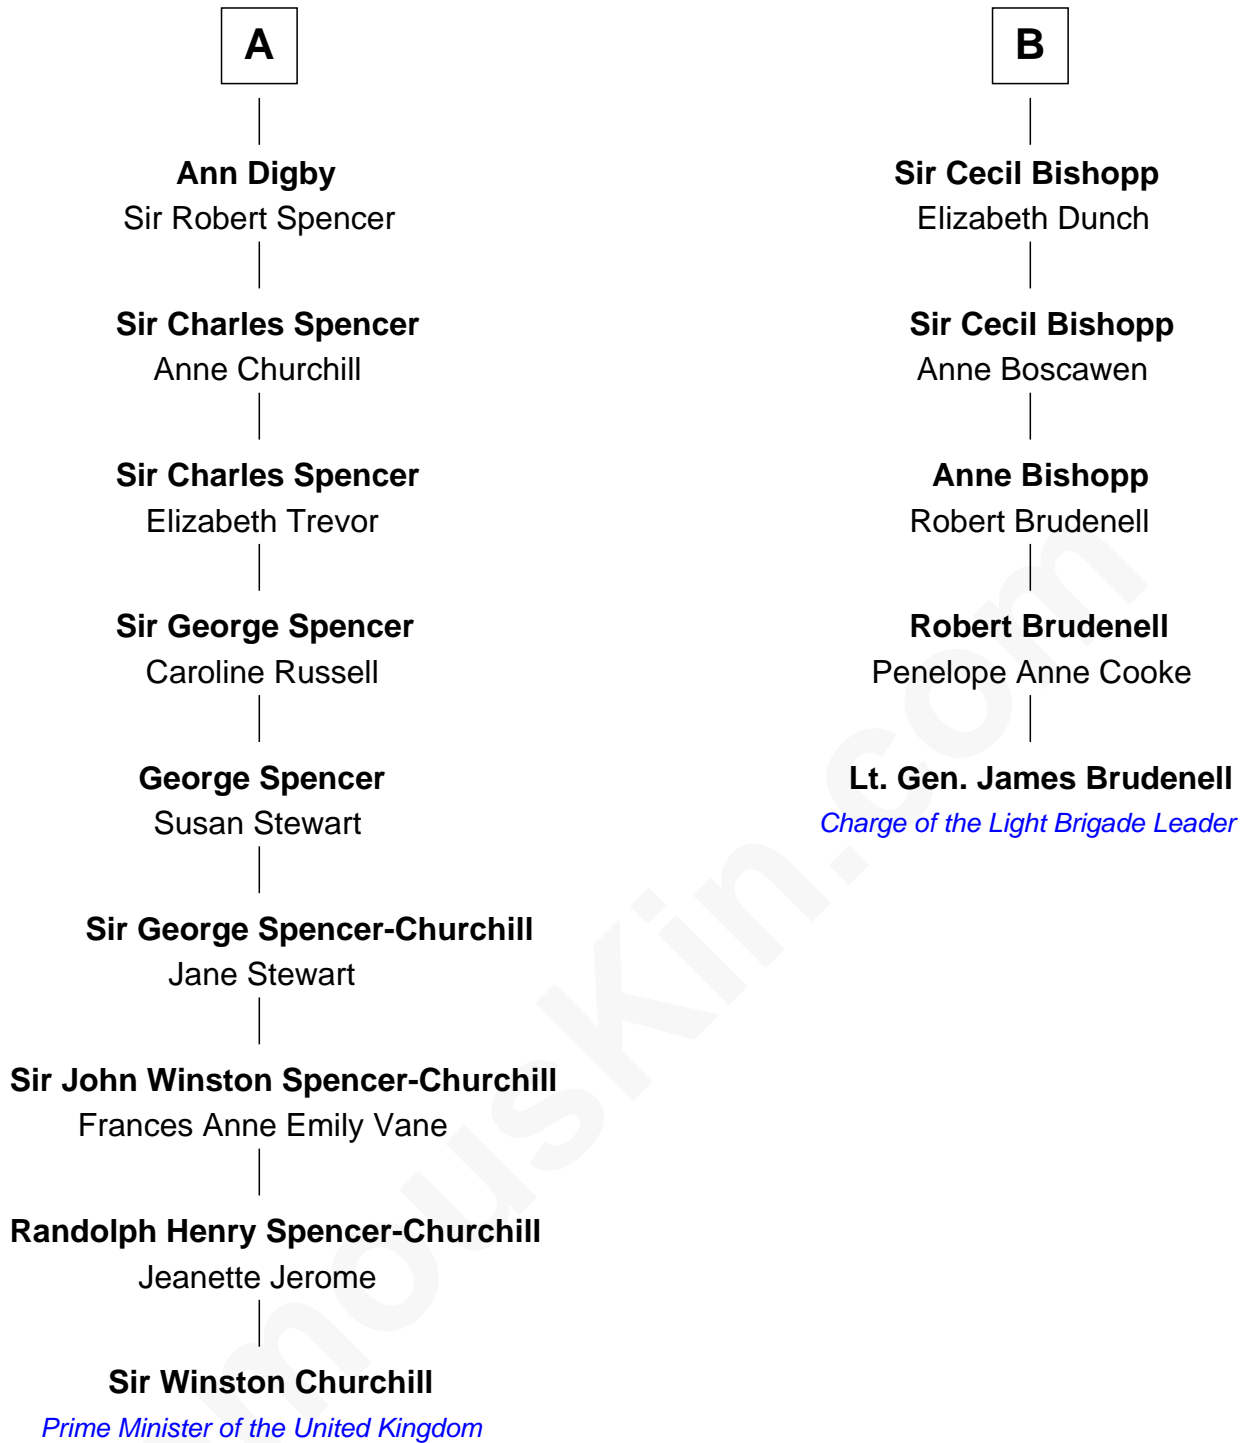 A
Ann Digby
Sir Robert Spencer
Sir Charles Spencer
Anne Churchill
Sir Charles Spencer
Elizabeth Trevor
Sir George Spencer
Caroline Russell
George Spencer
Susan Stewart
Sir George Spencer-Churchill
Jane Stewart
Sir John Winston Spencer-Churchill
Frances Anne Emily Vane
Randolph Henry Spencer-Churchill
Jeanette Jerome
Sir Winston Churchill
Prime Minister of the United Kingdom
B
Sir Cecil Bishopp
Elizabeth Dunch
Sir Cecil Bishopp
Anne Boscawen
Anne Bishopp
Robert Brudenell
Robert Brudenell
Penelope Anne Cooke
Lt. Gen. James Brudenell
Charge of the Light Brigade Leader
mousKin.com